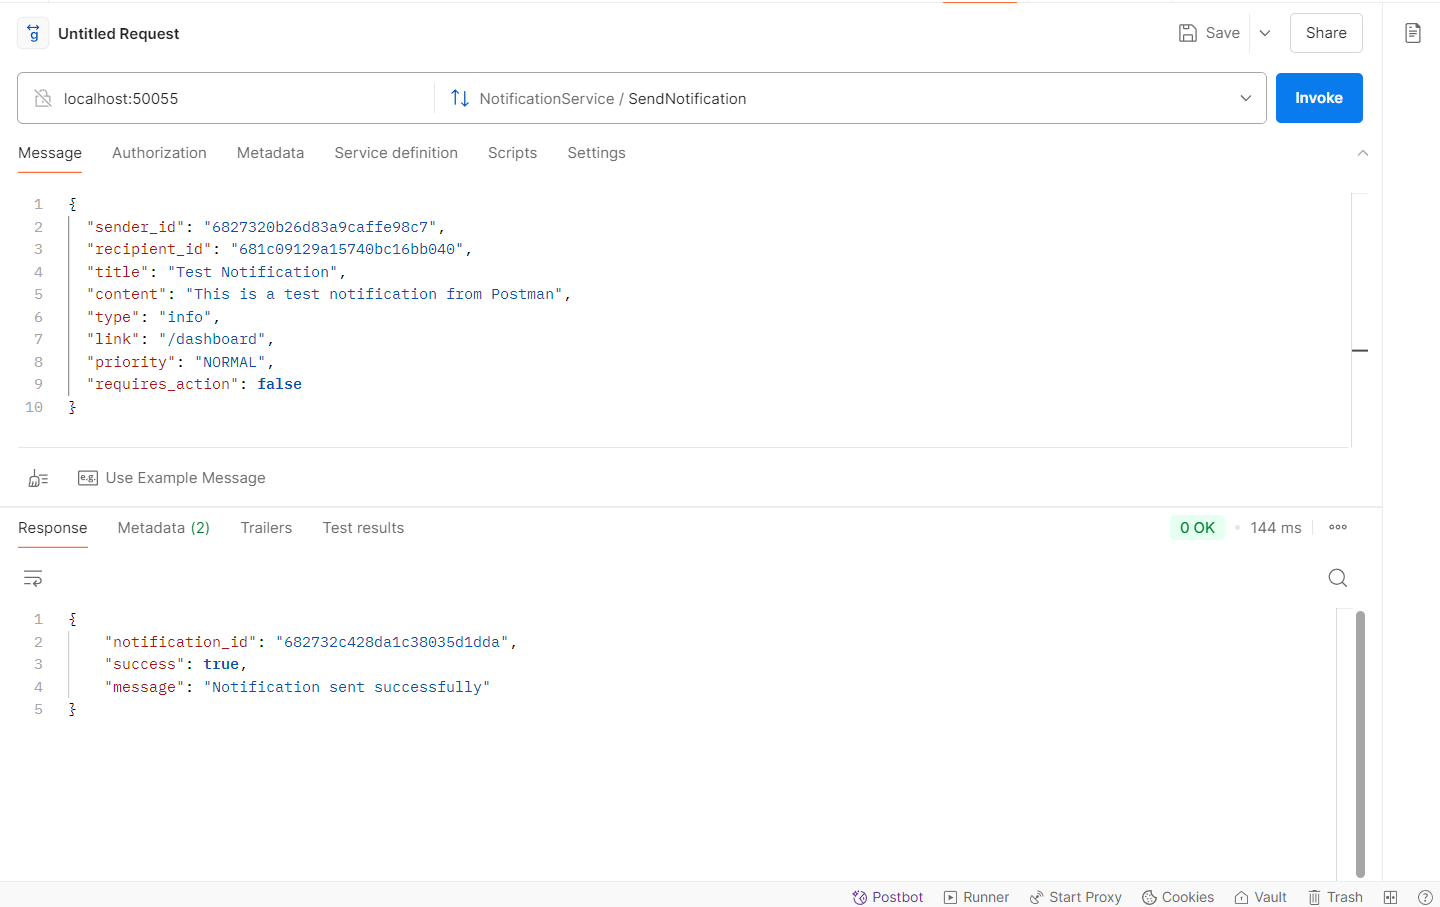 Untitled Request
Save
Share
localhost:50055
NotificationService / SendNotification
Invoke
Message
Authorization
Metadata
Service definition
Scripts
Settings
1 {
2 "sender_id": "6827320b26d83a9caffe98c7",
3 "recipient_id": "681c09129a15740bc16bb040",
4 "title": "Test Notification",
5 "content": "This is a test notification from Postman",
6 "type": "info",
7 "link": "/dashboard",
8 "priority": "NORMAL",
9 "requires_action": false
10 }
e.g. Use Example Message
Response
Metadata (2)
Trailers
Test results
0 OK
144 ms
1 {
2 "notification_id": "682732c428da1c38035d1dda",
3 "success": true,
4 "message": "Notification sent successfully"
5 }
Postbot
Runner
Start Proxy
Cookies
Vault
Trash